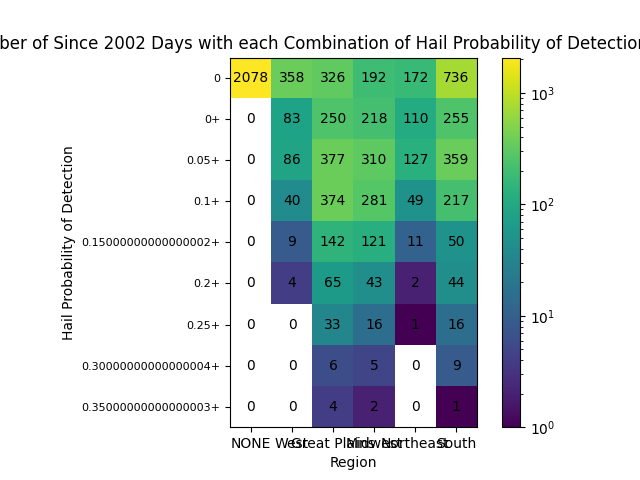 ber of Since 2002 Days with each Combination of Hail Probability of Detection
0 2078 358 326 192 172 736
0+ 0 83 250 218 110 255
0.05+ 0 86 377 310 127 359
0.1+ 0 40 374 281 49 217
0.15000000000000002+ 0 9 142 121 11 50
0.2+ 0 4 65 43 2 44
0.25+ 0 0 33 16 1 16
0.30000000000000004+ 0 0 6 5 0 9
0.35000000000000003+ 0 0 4 2 0 1
NONE West Great Plains Midwest Northeast South
Region
Hail Probability of Detection
10³
10²
10¹
10⁰